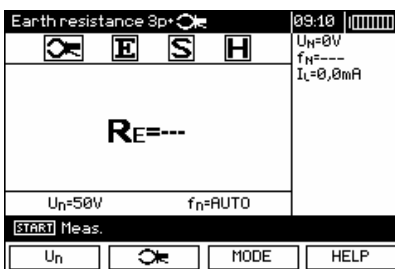 Earth resistance 3p+ 09:10
E S H
UN=0V
fN=---
IL=0,0mA
RE=---
Un=50V fn=AUTO
START Meas.
Un MODE HELP